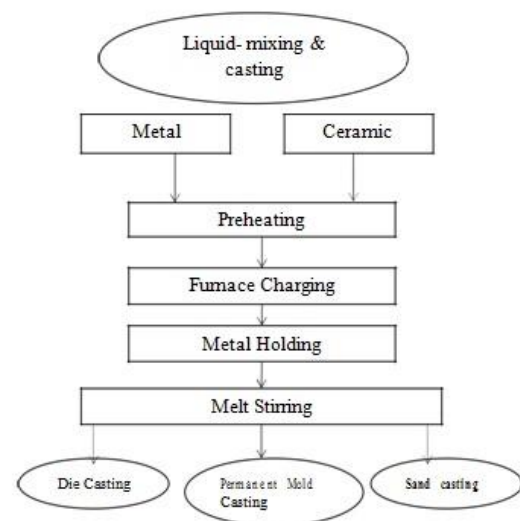 Liquid- mixing &
casting
Metal
Ceramic
Preheating
Furnace Charging
Metal Holding
Melt Stirring
Die Casting
Permanent Mold
Casting
Sand casting